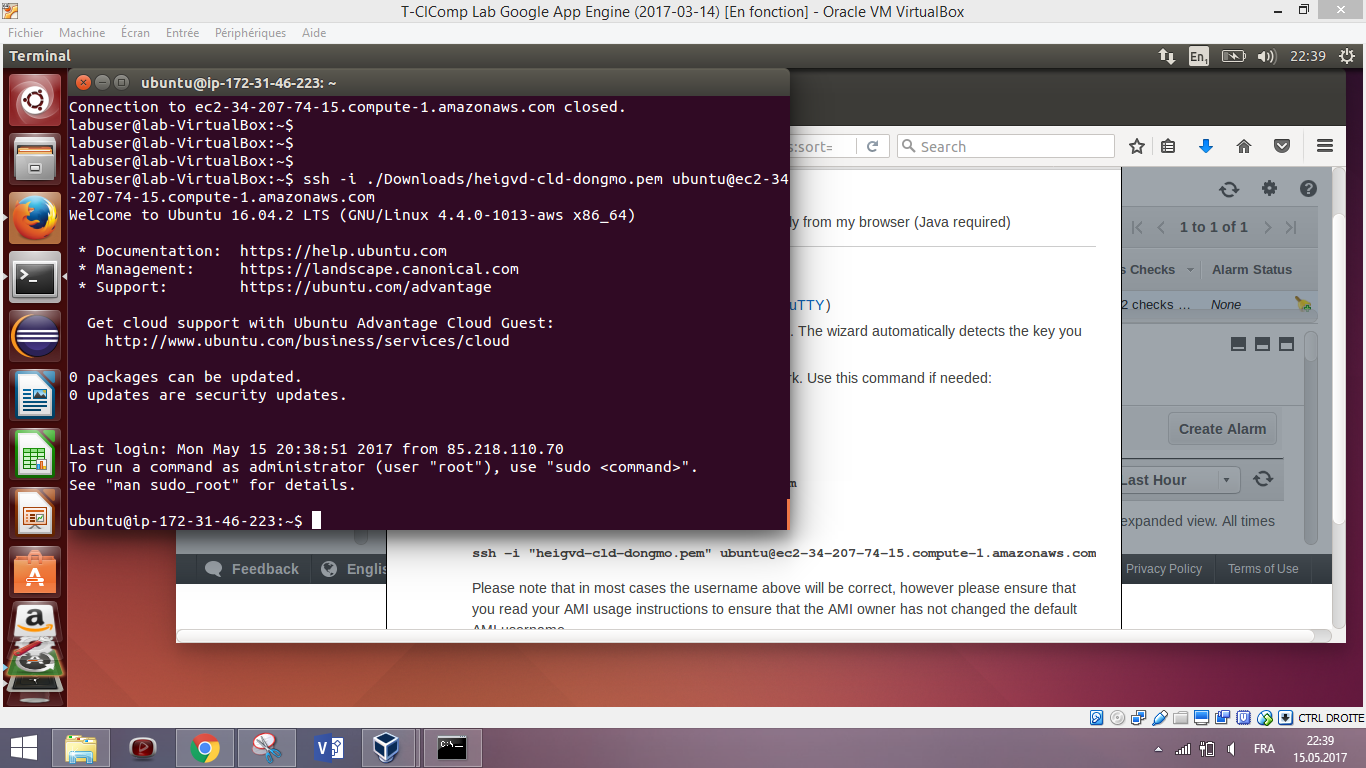 T-ClComp Lab Google App Engine (2017-03-14) [En fonction] - Oracle VM VirtualBox
Fichier Machine Écran Entrée Périphériques Aide
Terminal
En1
22:39
ubuntu@ip-172-31-46-223: ~
Connection to ec2-34-207-74-15.compute-1.amazonaws.com closed.
labuser@lab-VirtualBox:~$
labuser@lab-VirtualBox:~$
labuser@lab-VirtualBox:~$
labuser@lab-VirtualBox:~$ ssh -i ./Downloads/heigvd-cld-dongmo.pem ubuntu@ec2-34
-207-74-15.compute-1.amazonaws.com
Welcome to Ubuntu 16.04.2 LTS (GNU/Linux 4.4.0-1013-aws x86_64)
* Documentation: https://help.ubuntu.com
* Management: https://landscape.canonical.com
* Support: https://ubuntu.com/advantage
Get cloud support with Ubuntu Advantage Cloud Guest:
http://www.ubuntu.com/business/services/cloud
0 packages can be updated.
0 updates are security updates.
Last login: Mon May 15 20:38:51 2017 from 85.218.110.70
To run a command as administrator (user "root"), use "sudo <command>".
See "man sudo_root" for details.
ubuntu@ip-172-31-46-223:~$
s:sort=
Search
ly from my browser (Java required)
1 to 1 of 1
s Checks Alarm Status
uTTY)
2 checks … None
. The wizard automatically detects the key you
rk. Use this command if needed:
Create Alarm
m
Last Hour
expanded view. All times
ssh -i "heigvd-cld-dongmo.pem" ubuntu@ec2-34-207-74-15.compute-1.amazonaws.com
Feedback Englis
Privacy Policy Terms of Use
Please note that in most cases the username above will be correct, however please ensure that
you read your AMI usage instructions to ensure that the AMI owner has not changed the default
AMI username
CTRL DROITE
C:\
FRA
22:39
15.05.2017